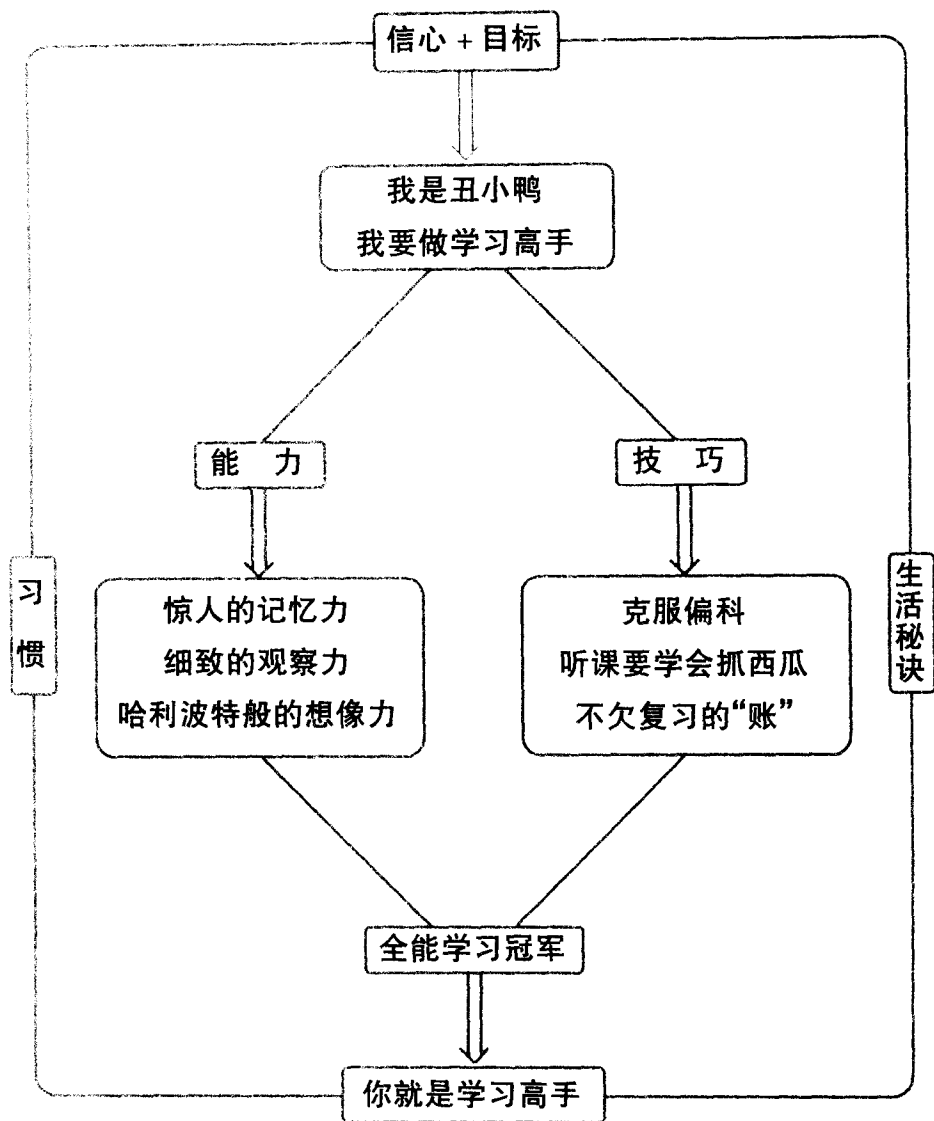 信心 + 目标
我是丑小鸭
我要做学习高手
能 力
技 巧
习惯
生活秘诀
惊人的记忆力
细致的观察力
哈利波特般的想像力
克服偏科
听课要学会抓西瓜
不欠复习的“账”
全能学习冠军
你就是学习高手